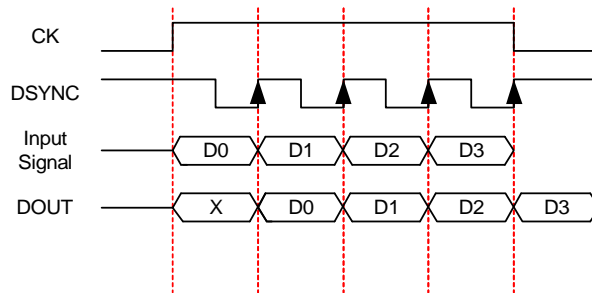 CK
DSYNC
Input
Signal
D0 D1 D2 D3
DOUT
X D0 D1 D2 D3